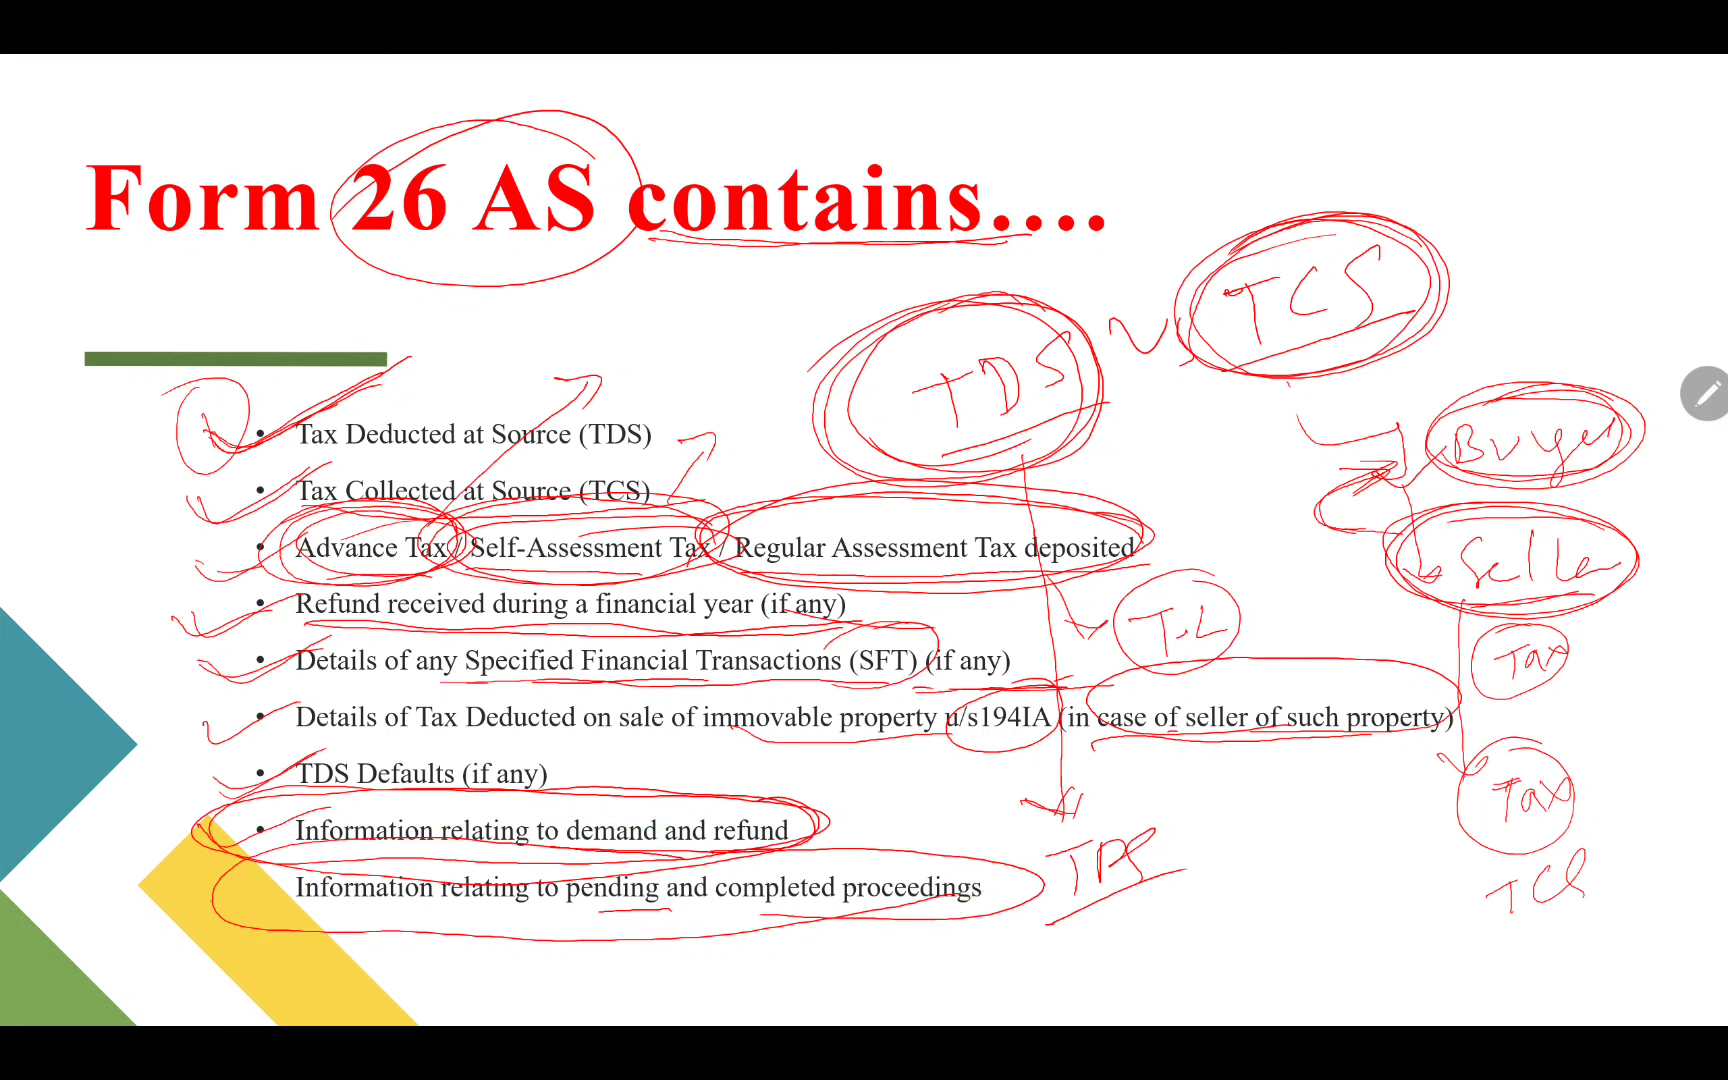 Form 26 AS contains....
TCS
TDS
• Tax Deducted at Source (TDS)
Buyer
• Tax Collected at Source (TCS)
• Advance Tax / Self-Assessment Tax / Regular Assessment Tax deposited
Seller
• Refund received during a financial year (if any)
T.L
• Details of any Specified Financial Transactions (SFT) (if any)
Tax
• Details of Tax Deducted on sale of immovable property u/s194IA (in case of seller of such property)
• TDS Defaults (if any)
Tax
• Information relating to demand and refund
TDS
Information relating to pending and completed proceedings
TCS